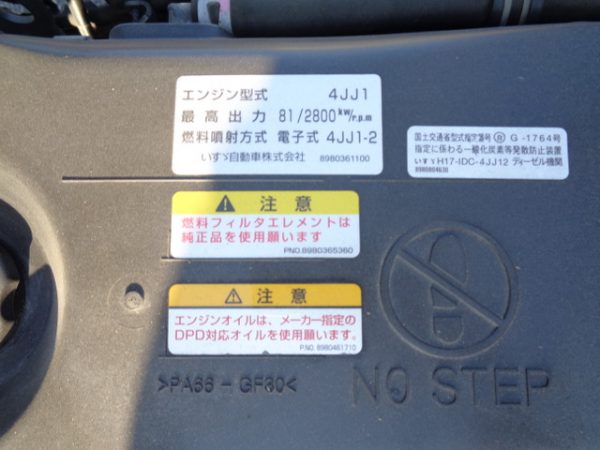 エンジン型式 4JJ1
最高出力 81/2800kW/r.p.m
燃料噴射方式 電子式 4JJ1-2
いすゞ自動車株式会社 8980361100
国土交通省型式指定番号 G -1764号
指定に係わる一酸化炭素等発散防止装置
いすゞH17-IDC-4JJ12 ディーゼル機関
8980804630
注意
燃料フィルタエレメントは
純正品を使用願います
PNO.8980365360
注意
エンジンオイルは、メーカー指定の
DPD対応オイルを使用願います。
P.NO. 8980461710
>PA66-GF30<
NO STEP